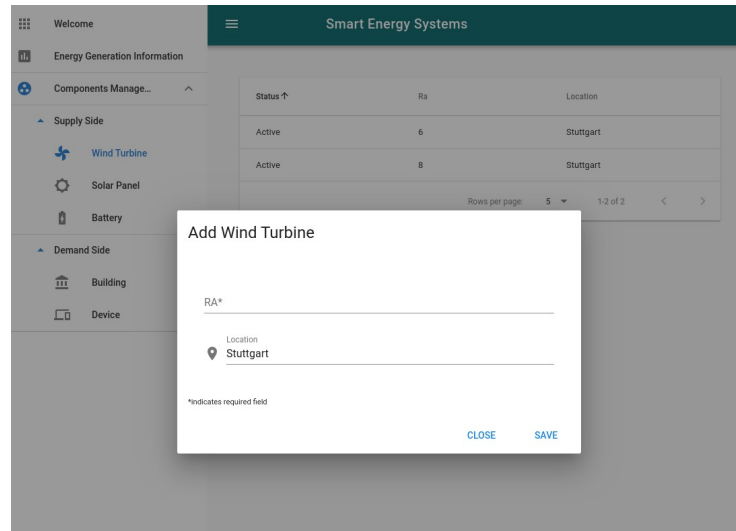 Welcome
Smart Energy Systems
Energy Generation Information
Components Manage...
Status Ra Location
Supply Side
Active 6 Stuttgart
Wind Turbine
Active 8 Stuttgart
Solar Panel
Rows per page: 5 1-2 of 2
Battery
Demand Side
Building
Device
Add Wind Turbine
RA*
Location
Stuttgart
*indicates required field
CLOSE SAVE